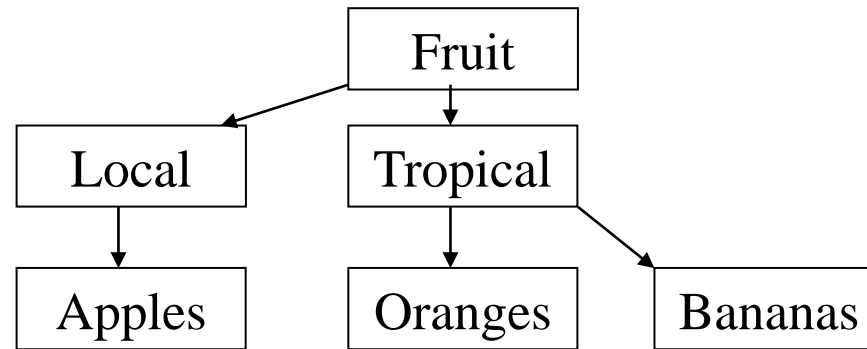 Fruit
Local
Tropical
Apples
Oranges
Bananas